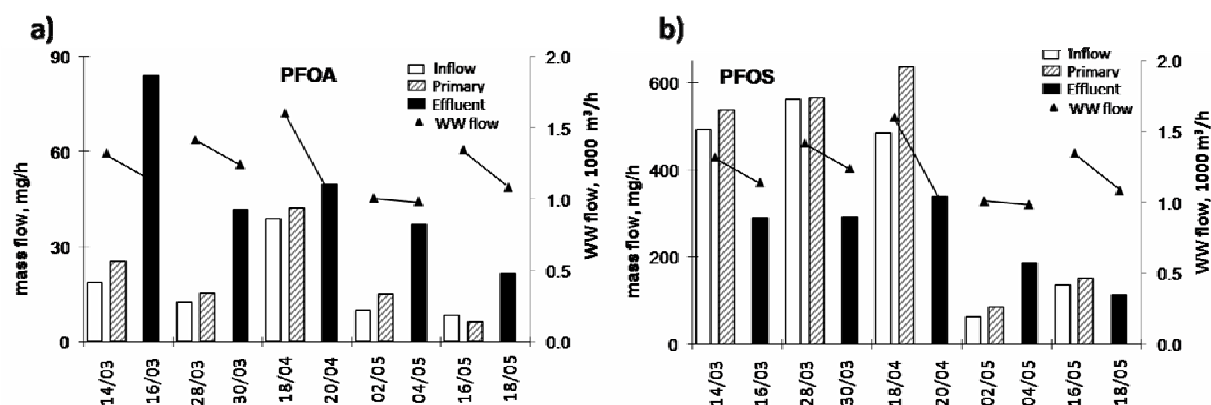 a)
PFOA
mass flow, mg/h
90
60
30
0
2.0
1.5
1.0
0.5
0.0
WW flow, 1000 m³/h
Inflow
Primary
Effluent
WW flow
14/03
16/03
28/03
30/03
18/04
20/04
02/05
04/05
16/05
18/05
b)
PFOS
mass flow, mg/h
600
400
200
0
2.0
1.5
1.0
0.5
0.0
WW flow, 1000 m³/h
Inflow
Primary
Effluent
WW flow
14/03
16/03
28/03
30/03
18/04
20/04
02/05
04/05
16/05
18/05